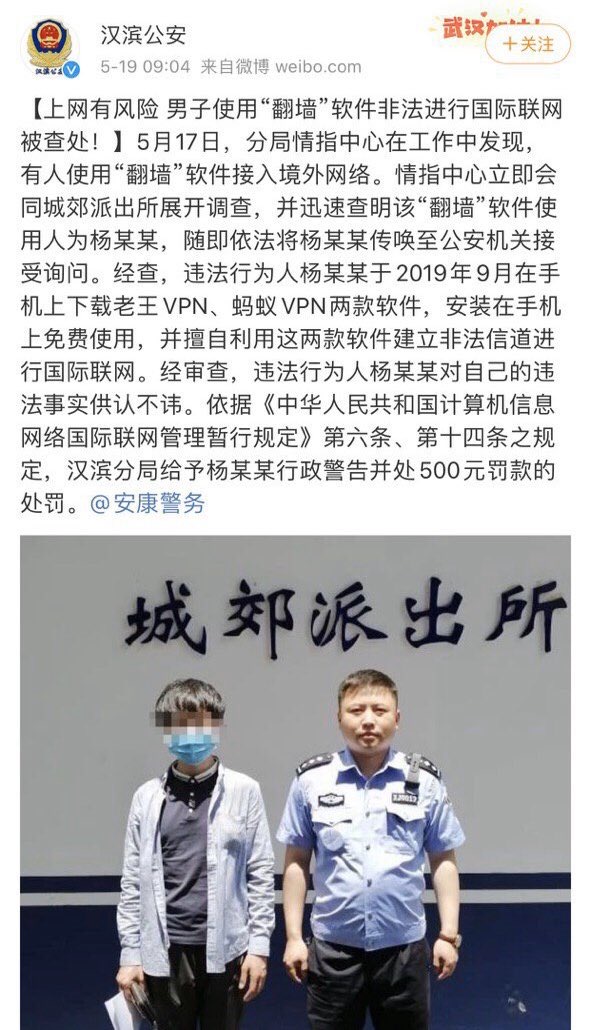 汉滨公安
5-19 09:04 来自微博 weibo.com
+关注
【上网有风险 男子使用“翻墙”软件非法进行国际联网
被查处！】5月17日，分局情指中心在工作中发现，
有人使用“翻墙”软件接入境外网络。情指中心立即会
同城郊派出所展开调查，并迅速查明该“翻墙”软件使
用人为杨某某，随即依法将杨某某传唤至公安机关接
受询问。经查，违法行为人杨某某于2019年9月在手
机上下载老王VPN、蚂蚁VPN两款软件，安装在手机
上免费使用，并擅自利用这两款软件建立非法信道进
行国际联网。经审查，违法行为人杨某某对自己的违
法事实供认不讳。依据《中华人民共和国计算机信息
网络国际联网管理暂行规定》第六条、第十四条之规
定，汉滨分局给予杨某某行政警告并处500元罚款的
处罚。@安康警务
城郊派出所